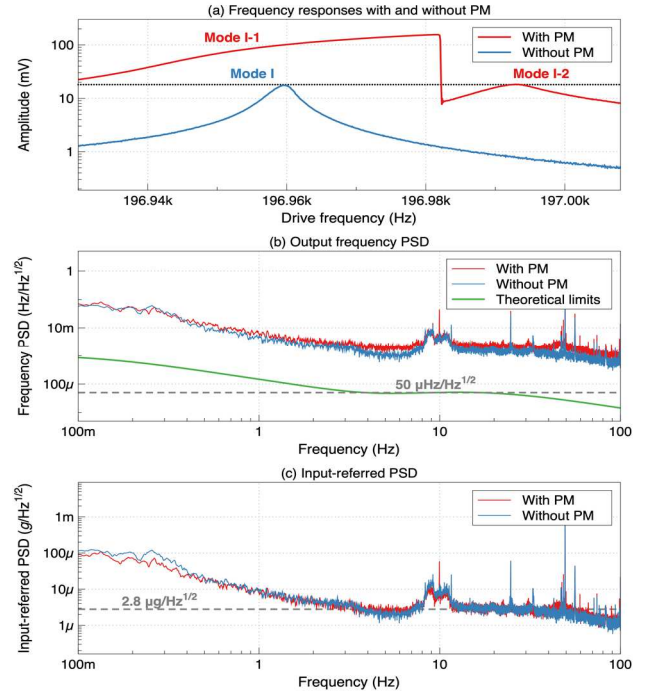 (a) Frequency responses with and without PM
Amplitude (mV)
100
10
1
Mode I-1
Mode I
Mode I-2
With PM
Without PM
196.94k 196.96k 196.98k 197.00k
Drive frequency (Hz)
(b) Output frequency PSD
Frequency PSD (Hz/Hz^1/2)
1
10m
100µ
With PM
Without PM
Theoretical limits
50 µHz/Hz^1/2
100m 1 10 100
Frequency (Hz)
(c) Input-referred PSD
Input-referred PSD (g/Hz^1/2)
1m
100µ
10µ
1µ
With PM
Without PM
2.8 µg/Hz^1/2
100m 1 10 100
Frequency (Hz)